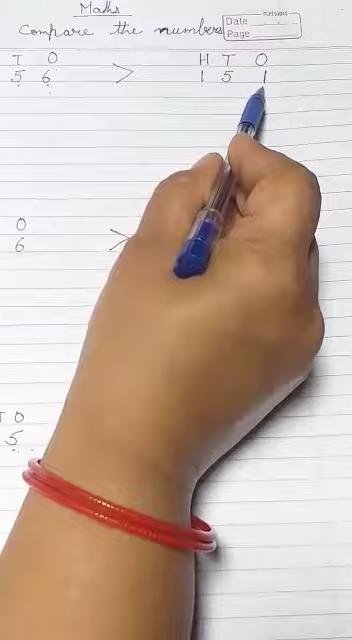 Maths
Compare the numbers
Date
Page
T O H T O
5 6 > 1 5 1
O
6 >
T O
5